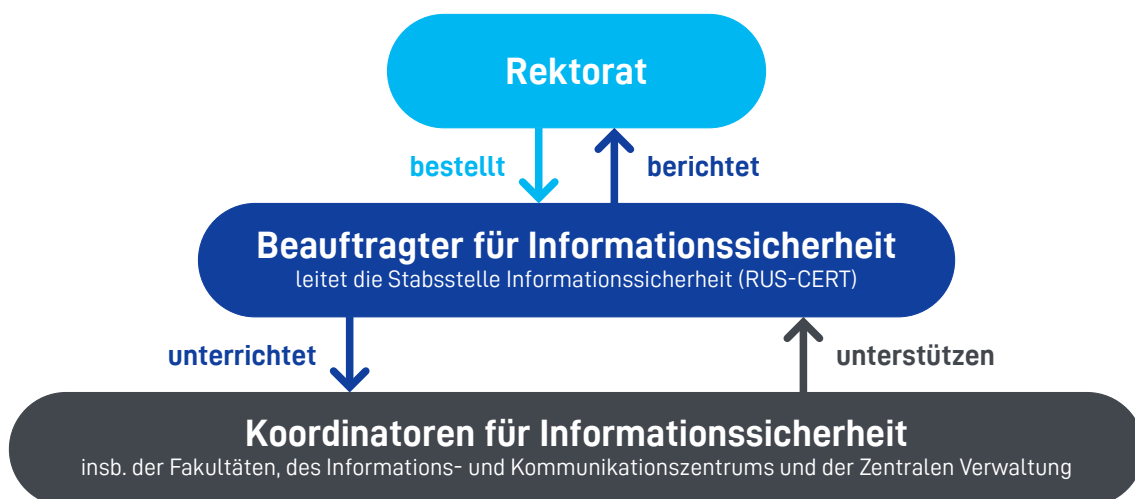 Rektorat
bestellt
berichtet
Beauftragter für Informationssicherheit
leitet die Stabsstelle Informationssicherheit (RUS-CERT)
unterrichtet
unterstützen
Koordinatoren für Informationssicherheit
insb. der Fakultäten, des Informations- und Kommunikationszentrums und der Zentralen Verwaltung